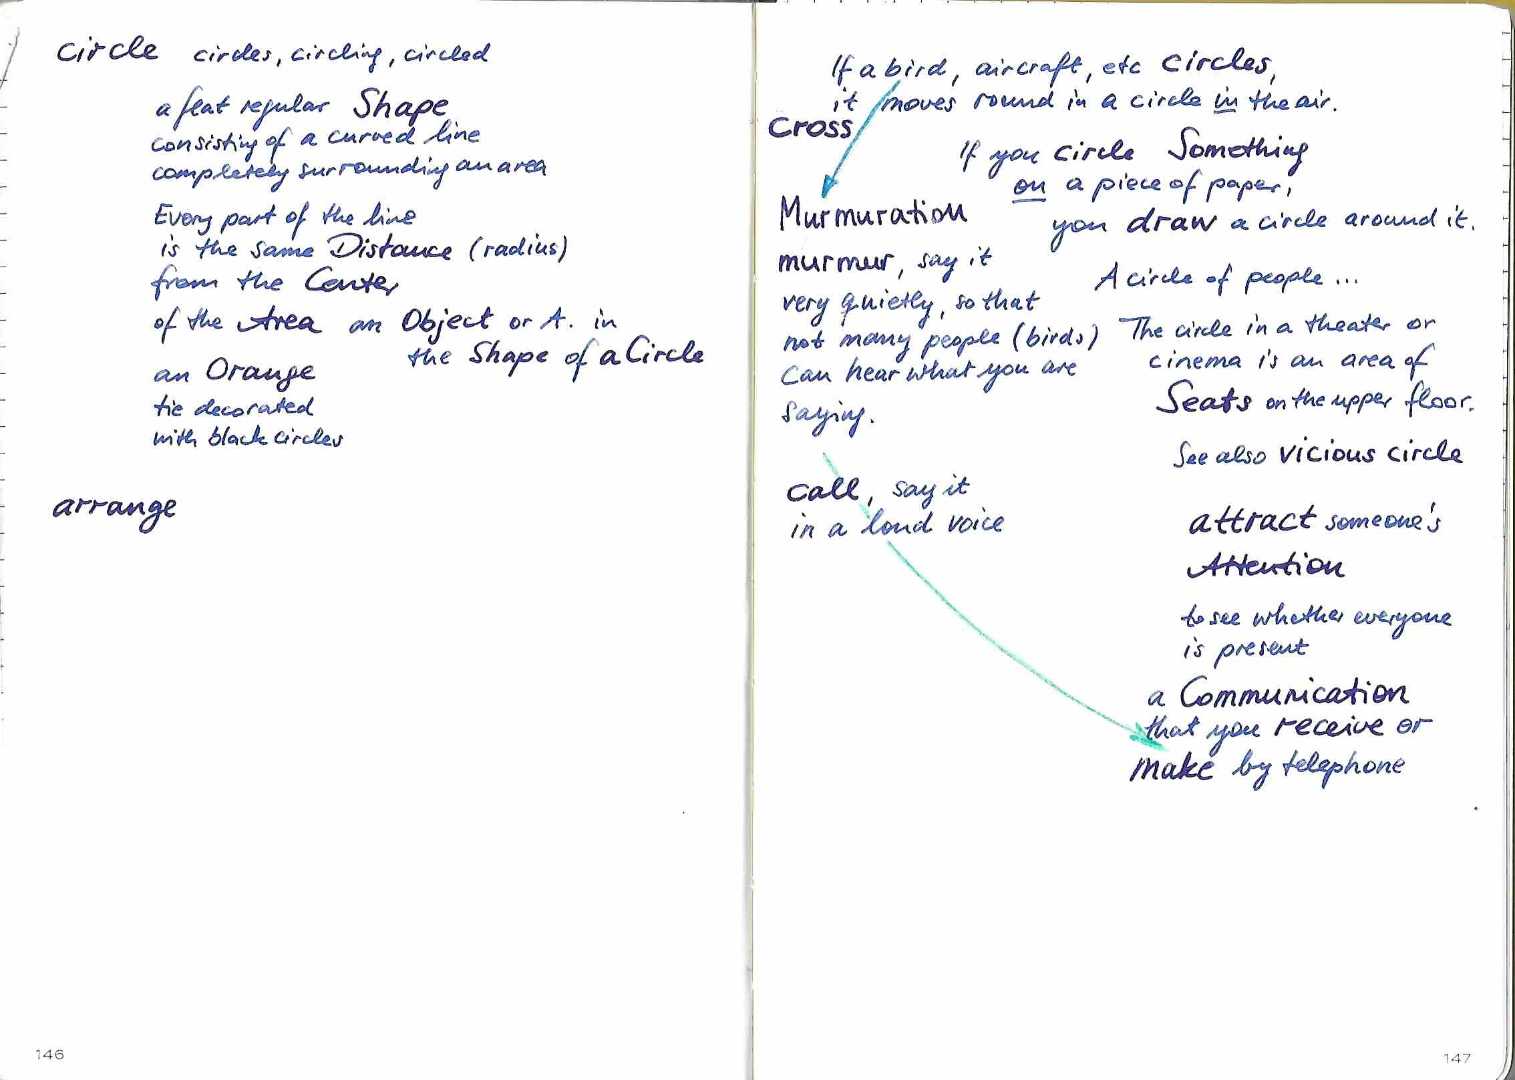 circle circles, circling, circled
a flat regular Shape
consisting of a curved line
completely surrounding an area
Every part of the line
is the same Distance (radius)
from the Center
of the Area an Object or A. in
the Shape of a Circle
an Orange
tie decorated
with black circles
arrange
146
If a bird, aircraft, etc circles,
it moves round in a circle in the air.
Cross
If you circle Something
on a piece of paper,
you draw a circle around it.
Murmuration
murmur, say it
very quietly, so that
not many people (birds)
can hear what you are
saying.
call, say it
in a loud voice
A circle of people ...
The circle in a theater or
cinema is an area of
Seats on the upper floor.
See also vicious circle
attract someone's
Attention
to see whether everyone
is present
a Communication
that you receive or
make by telephone
147